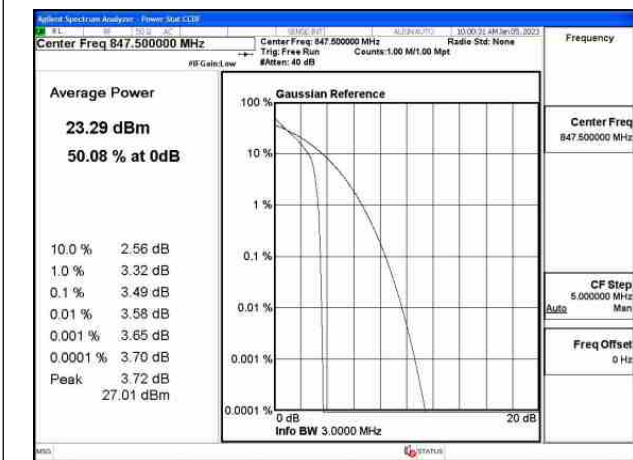 Agilent Spectrum Analyzer - Power Stat CCDF
RL RF 50 Ω AC SENSE:INT ALIGN AUTO 10:00:31 AM Jan 05, 2023
Center Freq 847.500000 MHz
Center Freq: 847.500000 MHz Radio Std: None
Trig: Free Run Counts:1.00 M/1.00 Mpt
#IFGain:Low #Atten: 40 dB
Frequency
Average Power
23.29 dBm
50.08 % at 0dB
10.0 % 2.56 dB
1.0 % 3.32 dB
0.1 % 3.49 dB
0.01 % 3.58 dB
0.001 % 3.65 dB
0.0001 % 3.70 dB
Peak 3.72 dB
27.01 dBm
Gaussian Reference
100 %
10 %
1 %
0.1 %
0.01 %
0.001 %
0.0001 %
0 dB 20 dB
Info BW 3.0000 MHz
Center Freq
847.500000 MHz
CF Step
5.000000 MHz
Auto Man
Freq Offset
0 Hz
MSG STATUS